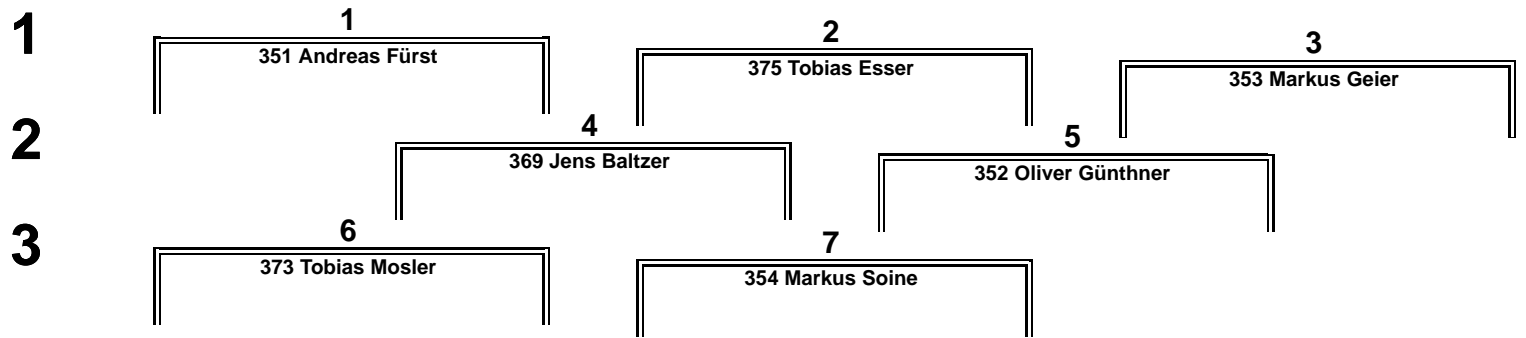 1
1
351 Andreas Fürst
2
375 Tobias Esser
3
353 Markus Geier
2
4
369 Jens Baltzer
5
352 Oliver Günthner
3
6
373 Tobias Mosler
7
354 Markus Soine